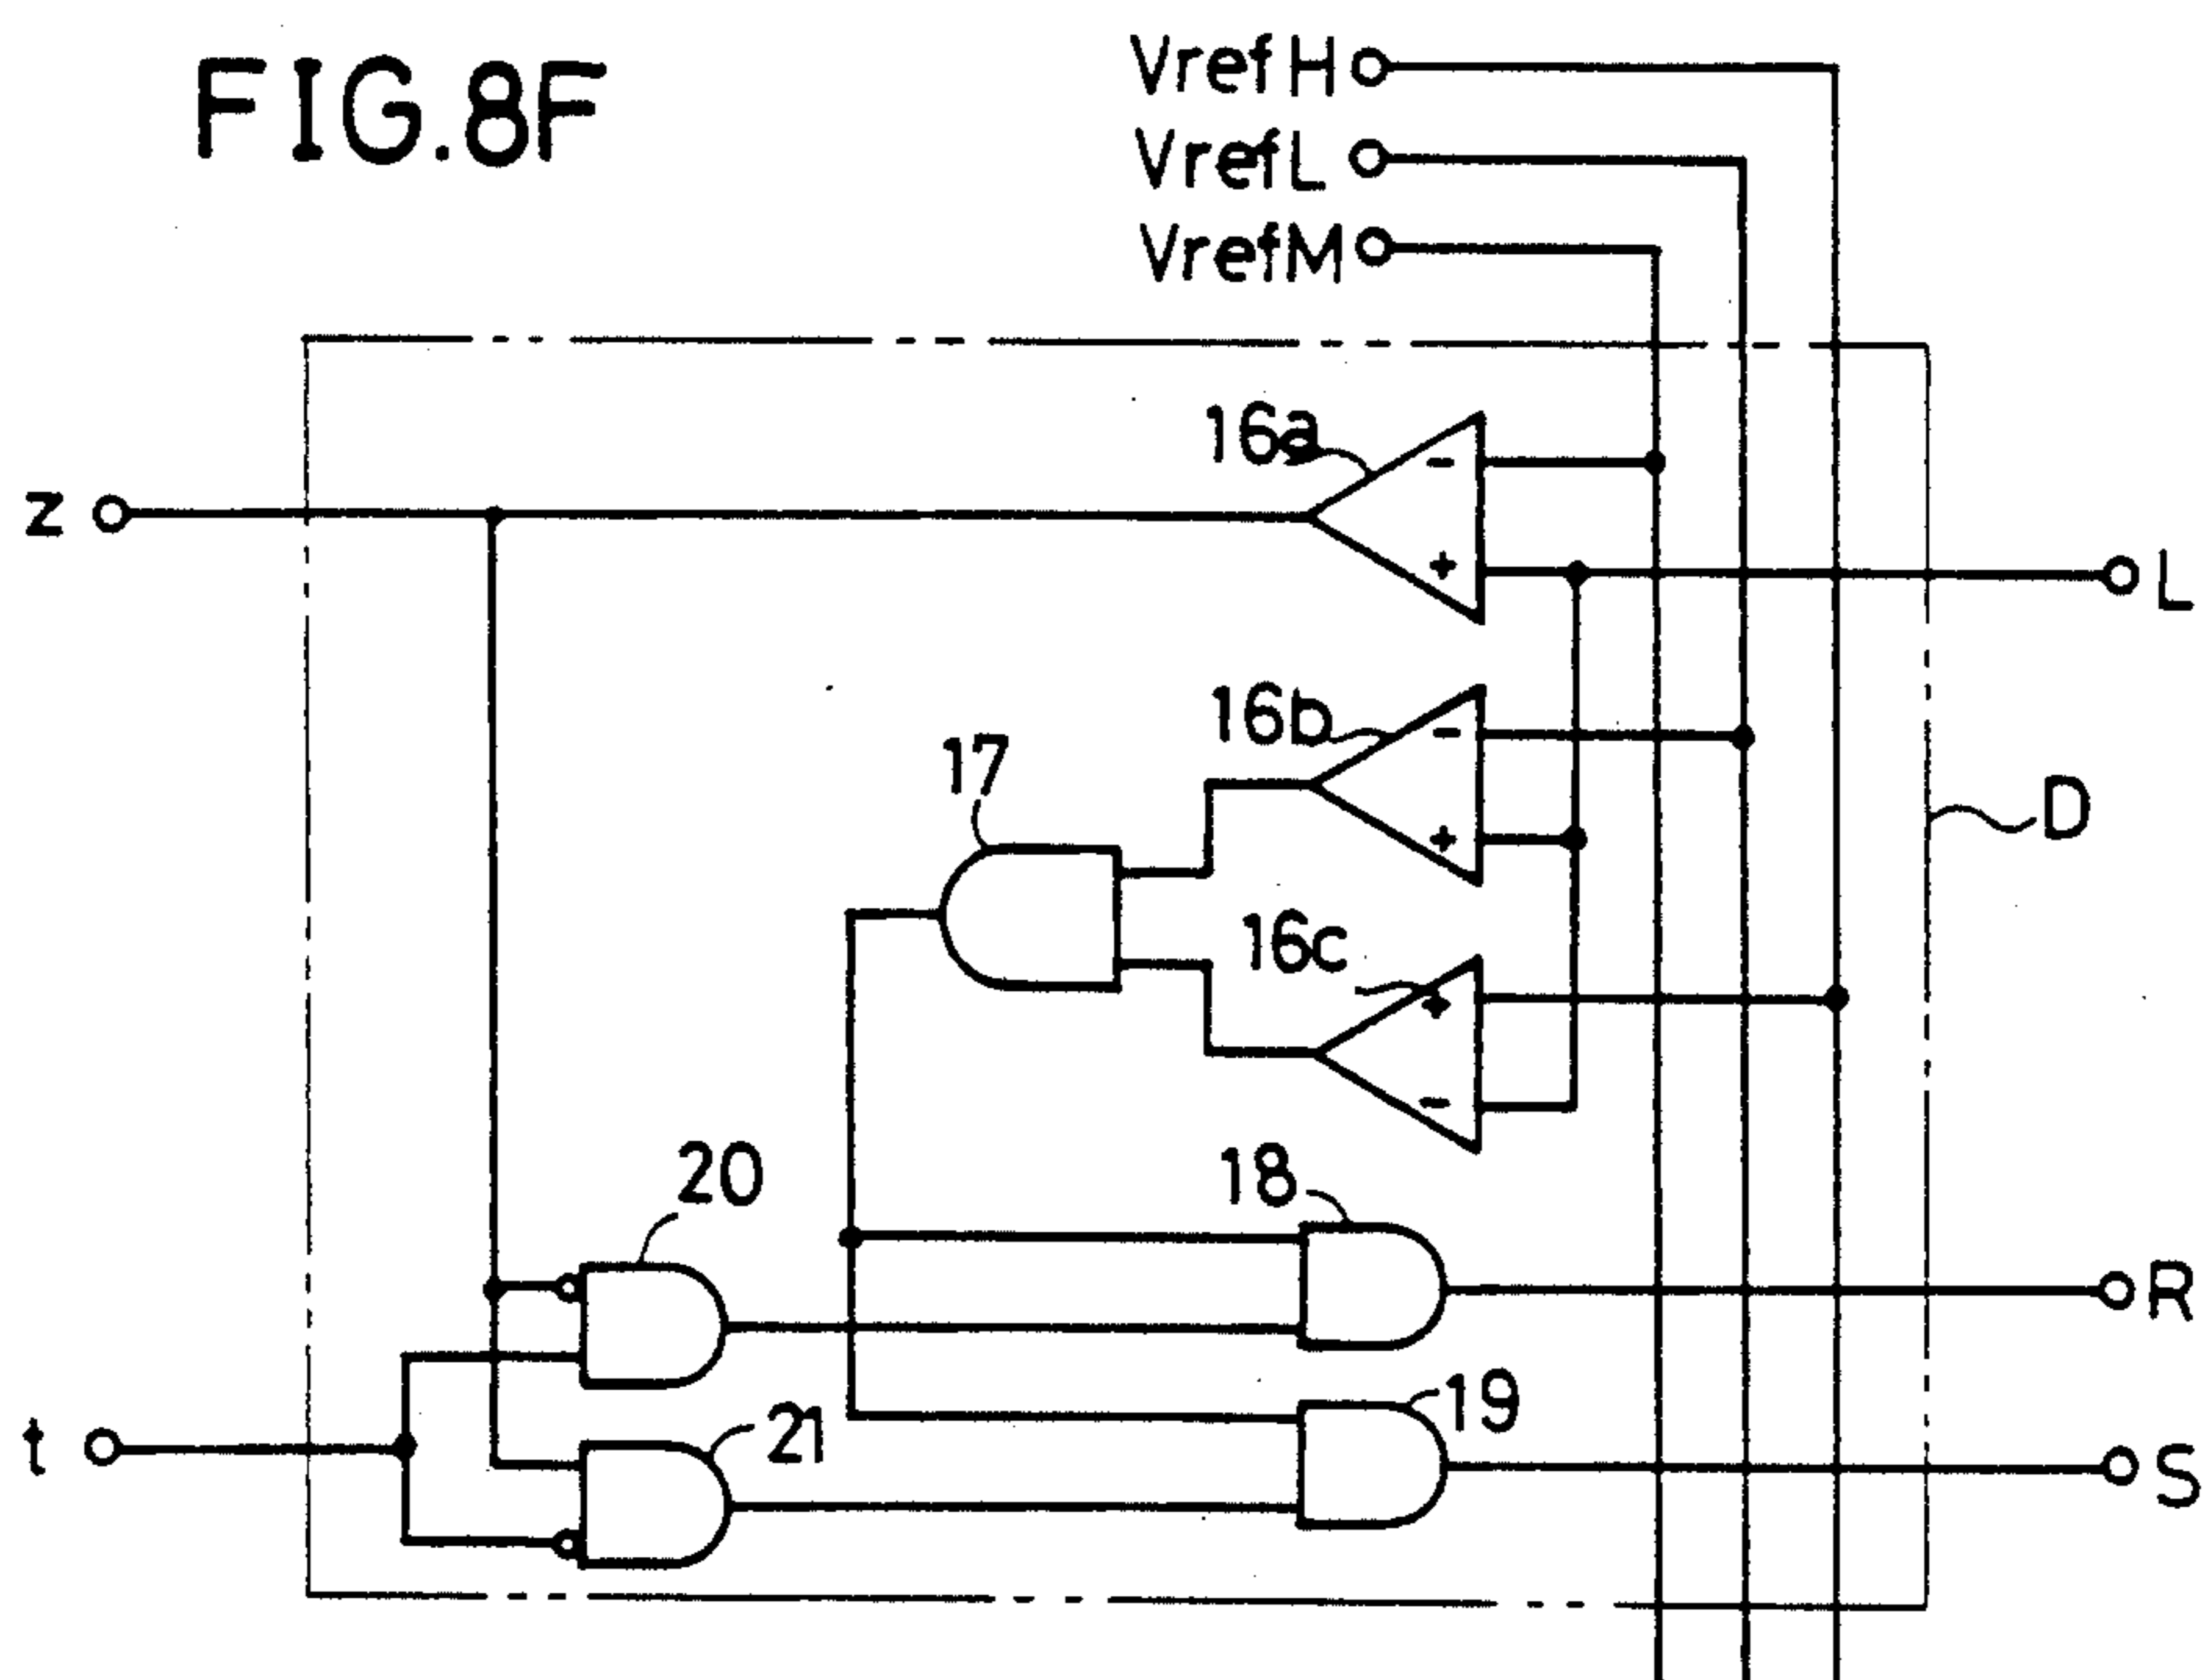 FIG.8F
VrefH
VrefL
VrefM
16a
-
z
+
L
16b
-
17
+
D
16c
+
-
20
18
R
19
21
t
S